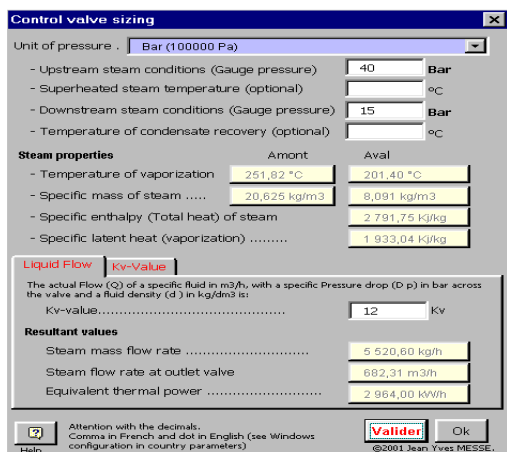 Control valve sizing
Unit of pressure . Bar (100000 Pa)
- Upstream steam conditions (Gauge pressure) 40 Bar
- Superheated steam temperature (optional) °C
- Downstream steam conditions (Gauge pressure) 15 Bar
- Temperature of condensate recovery (optional) °C
Steam properties Amont Aval
- Temperature of vaporization 251,82 °C 201,40 °C
- Specific mass of steam ..... 20,625 kg/m3 8,091 kg/m3
- Specific enthalpy (Total heat) of steam 2 791,75 Kj/kg
- Specific latent heat (vaporization) ......... 1 933,04 Kj/kg
Liquid Flow Kv-Value
The actual Flow (Q) of a specific fluid in m3/h, with a specific Pressure drop (D p) in bar across
the valve and a fluid density (d ) in kg/dm3 is:
Kv-value............................................. 12 Kv
Resultant values
Steam mass flow rate ............................. 5 520,60 kg/h
Steam flow rate at outlet valve 682,31 m3/h
Equivalent thermal power ........................... 2 964,00 kW/h
Attention with the decimals.
Comma in French and dot in English (see Windows
configuration in country parameters)
Help
Valider Ok
©2001 Jean Yves MESSE.